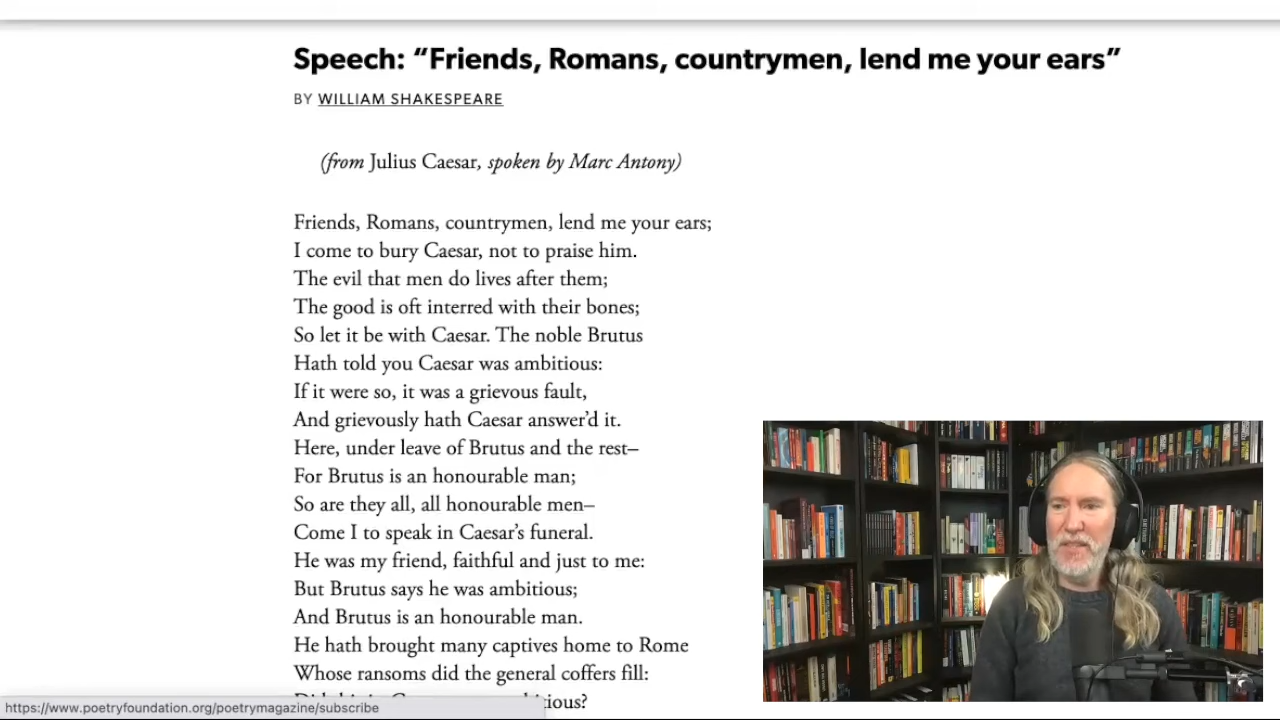 Speech: “Friends, Romans, countrymen, lend me your ears”
BY WILLIAM SHAKESPEARE
(from Julius Caesar, spoken by Marc Antony)
Friends, Romans, countrymen, lend me your ears;
I come to bury Caesar, not to praise him.
The evil that men do lives after them;
The good is oft interred with their bones;
So let it be with Caesar. The noble Brutus
Hath told you Caesar was ambitious:
If it were so, it was a grievous fault,
And grievously hath Caesar answer’d it.
Here, under leave of Brutus and the rest–
For Brutus is an honourable man;
So are they all, all honourable men–
Come I to speak in Caesar’s funeral.
He was my friend, faithful and just to me:
But Brutus says he was ambitious;
And Brutus is an honourable man.
He hath brought many captives home to Rome
Whose ransoms did the general coffers fill:
https://www.poetryfoundation.org/poetrymagazine/subscribe